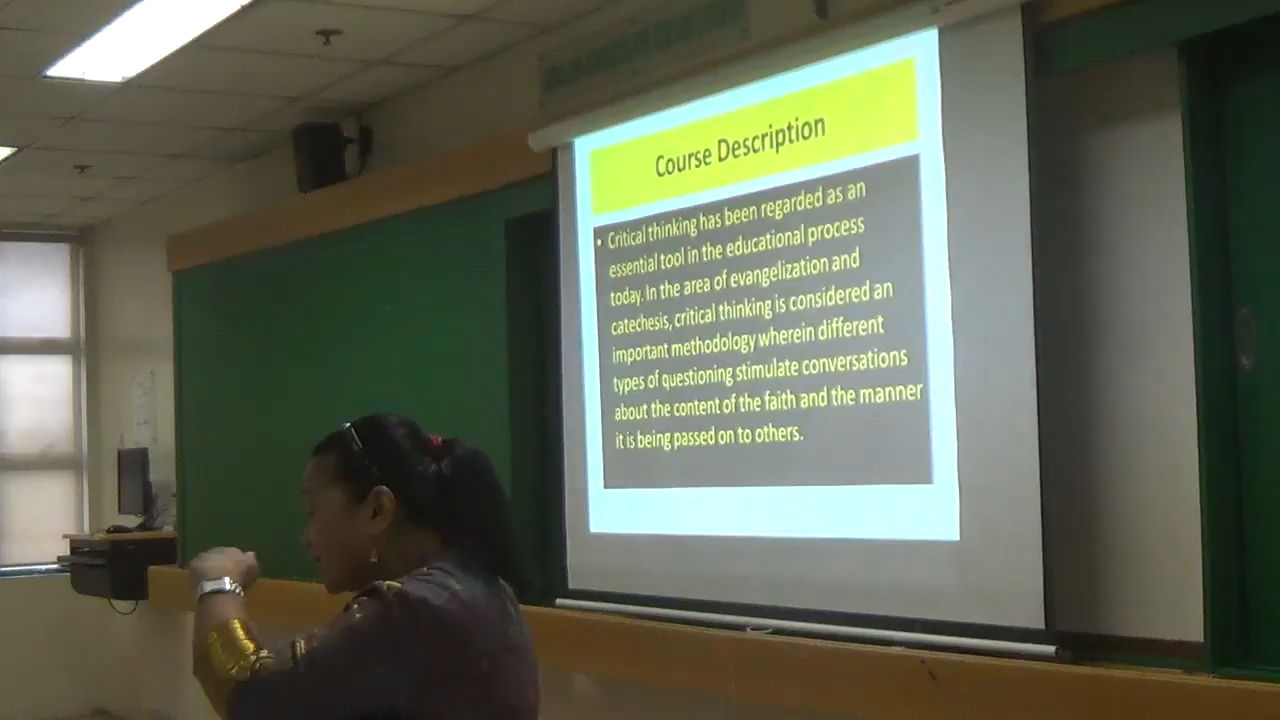 Course Description
• Critical thinking has been regarded as an
essential tool in the educational process
today. In the area of evangelization and
catechesis, critical thinking is considered an
important methodology wherein different
types of questioning stimulate conversations
about the content of the faith and the manner
it is being passed on to others.